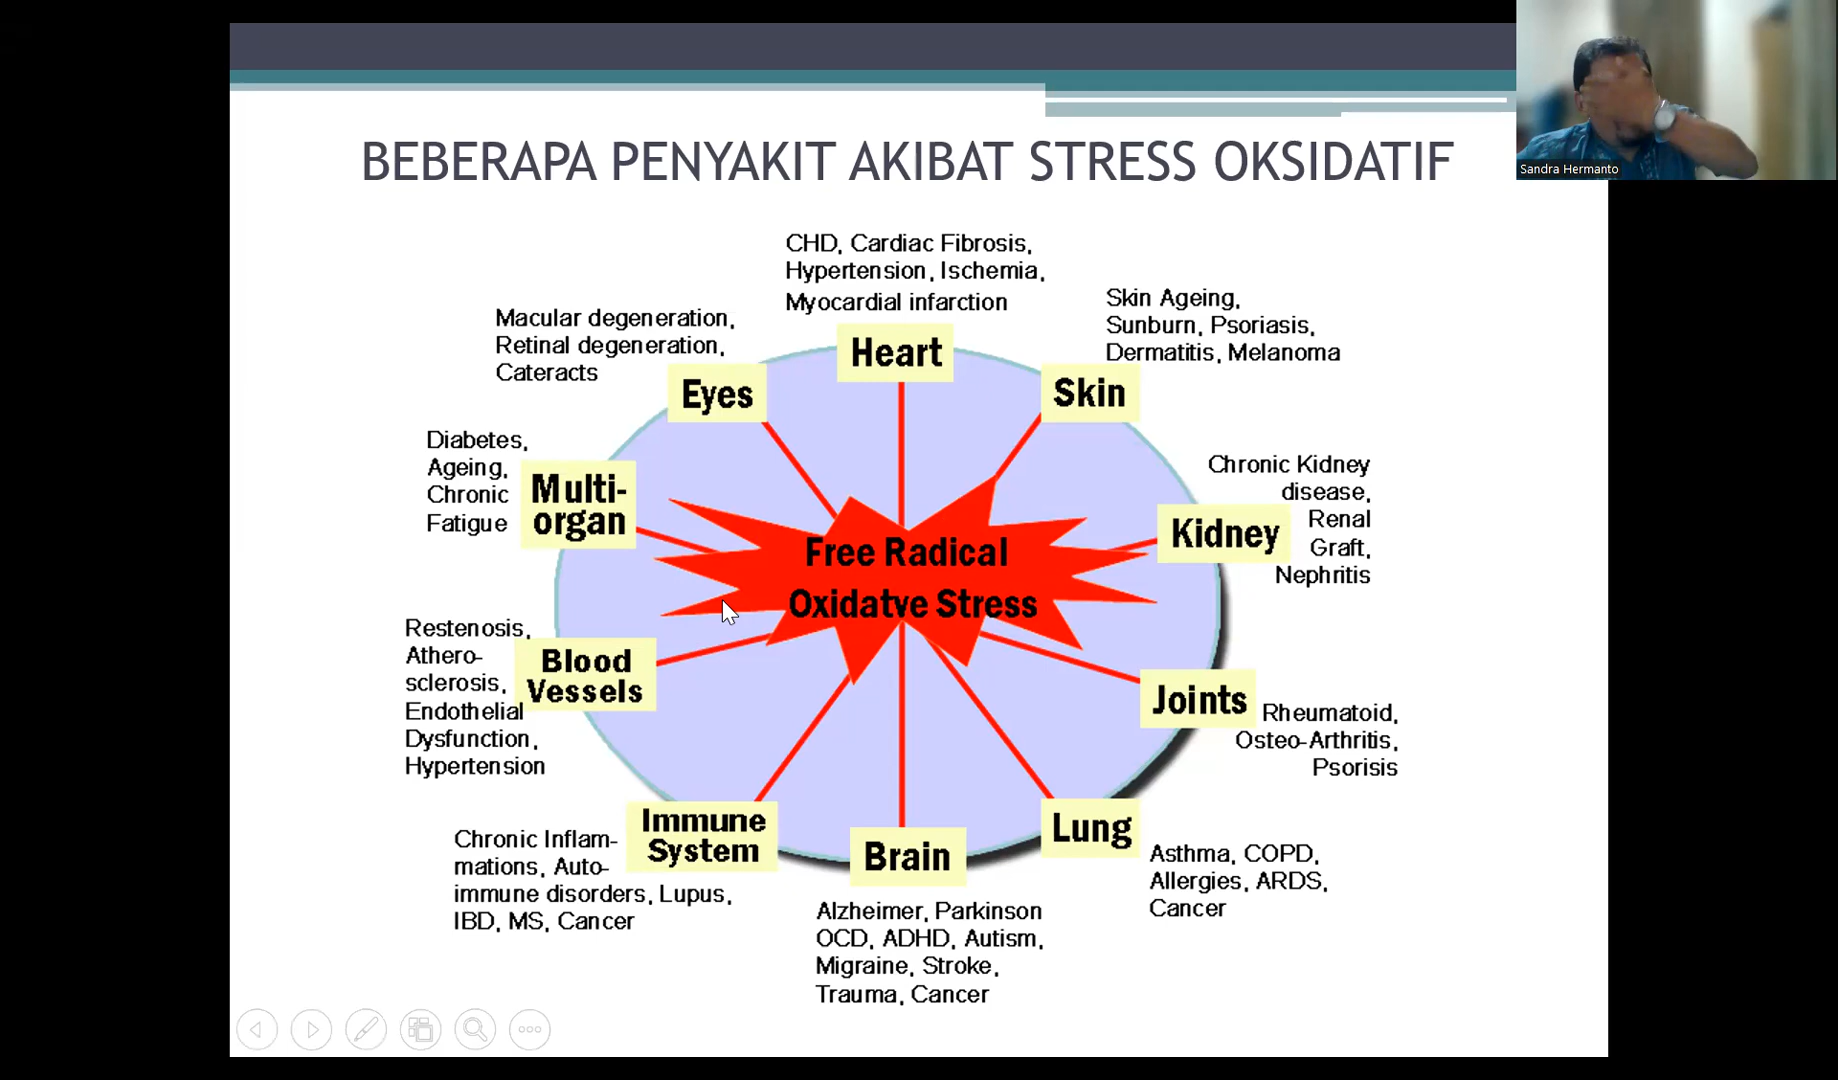 Sandra Hermanto
BEBERAPA PENYAKIT AKIBAT STRESS OKSIDATIF
CHD, Cardiac Fibrosis,
Hypertension, Ischemia,
Myocardial infarction
Heart
Skin Ageing,
Sunburn, Psoriasis,
Dermatitis, Melanoma
Skin
Macular degeneration,
Retinal degeneration,
Cateracts
Eyes
Diabetes,
Ageing,
Chronic
Fatigue
Multi-
organ
Chronic Kidney
disease,
Renal
Graft,
Nephritis
Kidney
Free Radical
Oxidatve Stress
Restenosis,
Athero-
sclerosis,
Endothelial
Dysfunction,
Hypertension
Blood
Vessels
Joints
Rheumatoid,
Osteo-Arthritis,
Psorisis
Immune
System
Chronic Inflam-
mations, Auto-
immune disorders, Lupus,
IBD, MS, Cancer
Brain
Alzheimer, Parkinson
OCD, ADHD, Autism,
Migraine, Stroke,
Trauma, Cancer
Lung
Asthma, COPD,
Allergies, ARDS,
Cancer